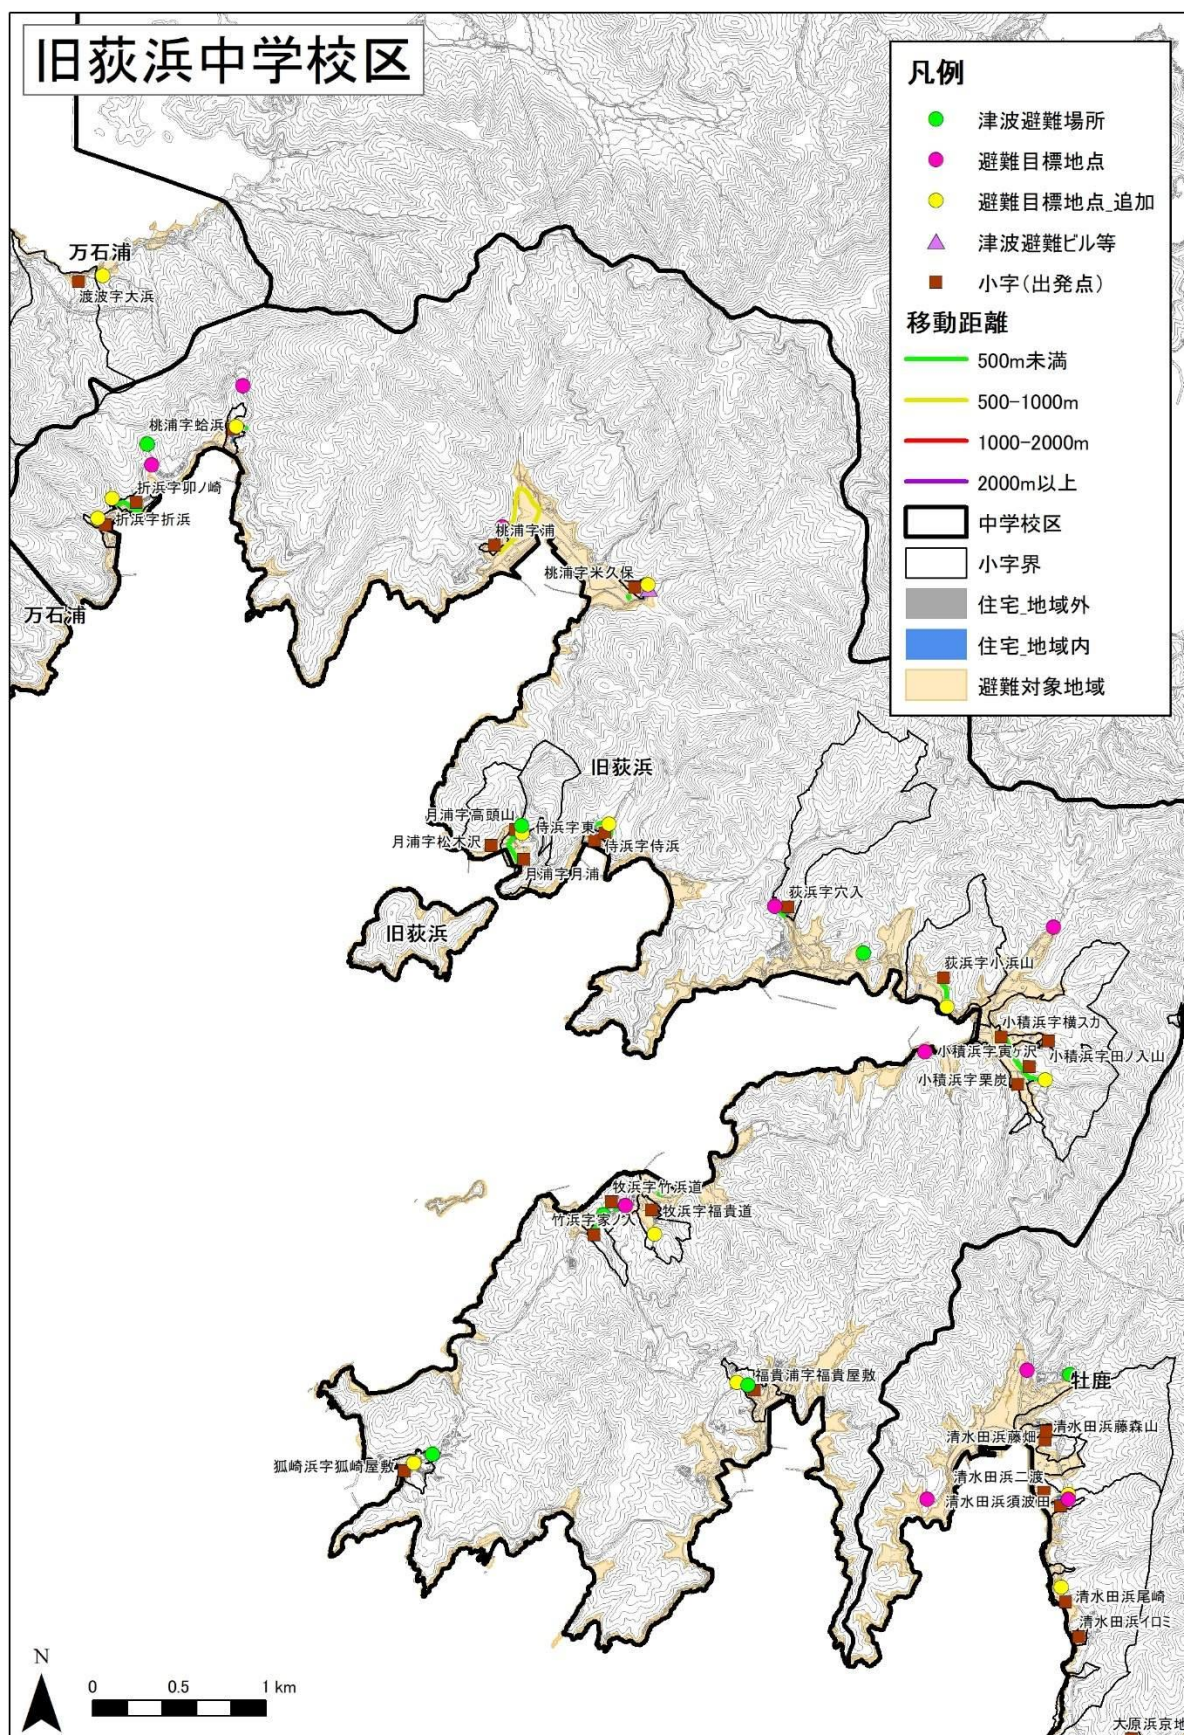 旧荻浜中学校区
凡例
津波避難場所
避難目標地点
避難目標地点_追加
津波避難ビル等
小字(出発点)
移動距離
500m未満
500-1000m
1000-2000m
2000m以上
中学校区
小字界
住宅_地域外
住宅_地域内
避難対象地域
万石浦
渡波字大浜
桃浦字蛤浜
折浜字卯ノ崎
折浜字折浜
桃浦字浦
桃浦字米久保
万石浦
旧荻浜
月浦字高頭山
侍浜字東
月浦字松木沢
侍浜字侍浜
月浦字月浦
荻浜字穴入
旧荻浜
荻浜字小浜山
小積浜字横スカ
小積浜字寅ヶ沢
小積浜字田ノ入山
小積浜字栗炭
牧浜字竹浜道
牧浜字福貴道
竹浜字家ノ入
福貴浦字福貴屋敷
牡鹿
清水田浜藤森山
清水田浜藤畑
狐崎浜字狐崎屋敷
清水田浜二渡
清水田浜須波田
清水田浜尾崎
清水田浜イロミ
N
0 0.5 1 km
大原浜京地